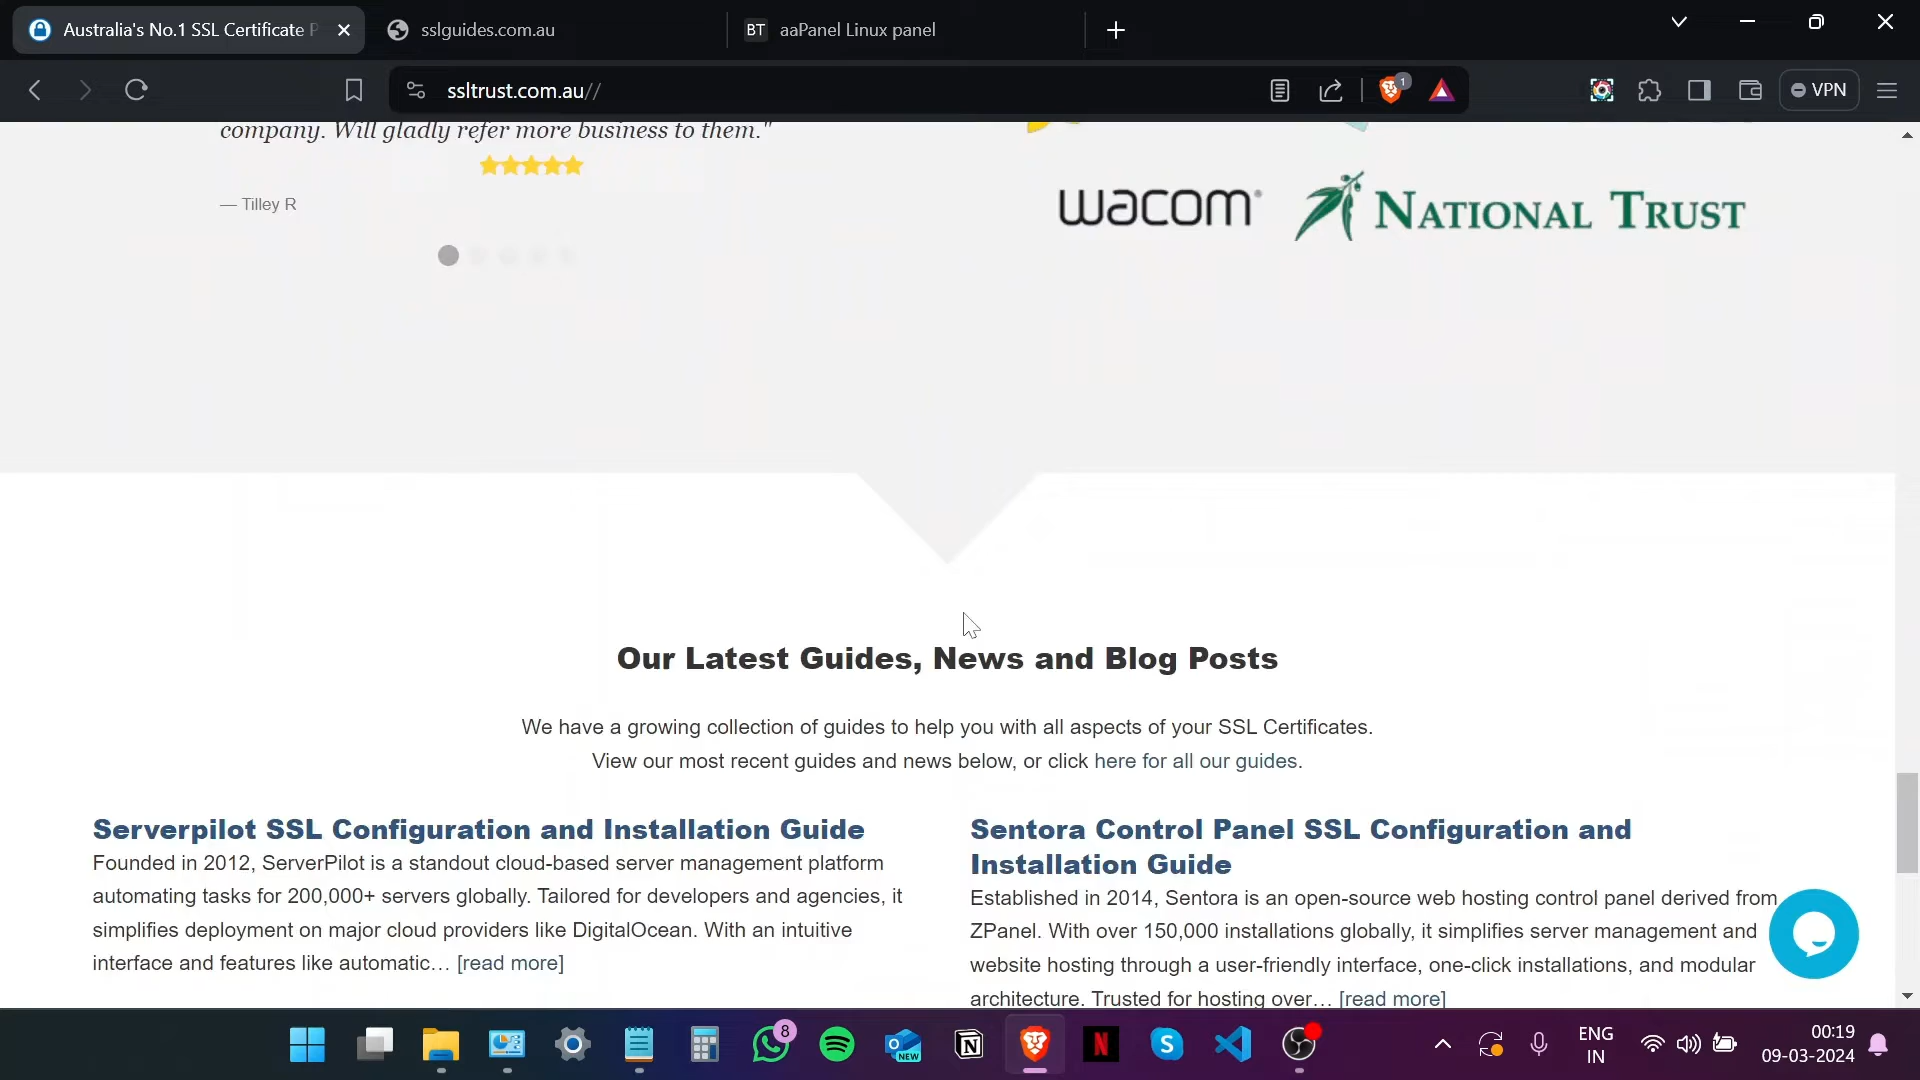 Australia's No.1 SSL Certificate P
sslguides.com.au
BT aaPanel Linux panel
ssltrust.com.au//
1
VPN
company. Will gladly refer more business to them."
— Tilley R
wacom®
NATIONAL TRUST
Our Latest Guides, News and Blog Posts
We have a growing collection of guides to help you with all aspects of your SSL Certificates.
View our most recent guides and news below, or click here for all our guides.
Serverpilot SSL Configuration and Installation Guide
Founded in 2012, ServerPilot is a standout cloud-based server management platform
automating tasks for 200,000+ servers globally. Tailored for developers and agencies, it
simplifies deployment on major cloud providers like DigitalOcean. With an intuitive
interface and features like automatic… [read more]
Sentora Control Panel SSL Configuration and
Installation Guide
Established in 2014, Sentora is an open-source web hosting control panel derived from
ZPanel. With over 150,000 installations globally, it simplifies server management and
website hosting through a user-friendly interface, one-click installations, and modular
architecture. Trusted for hosting over… [read more]
8
NEW
N
N
S
ENG
IN
00:19
09-03-2024